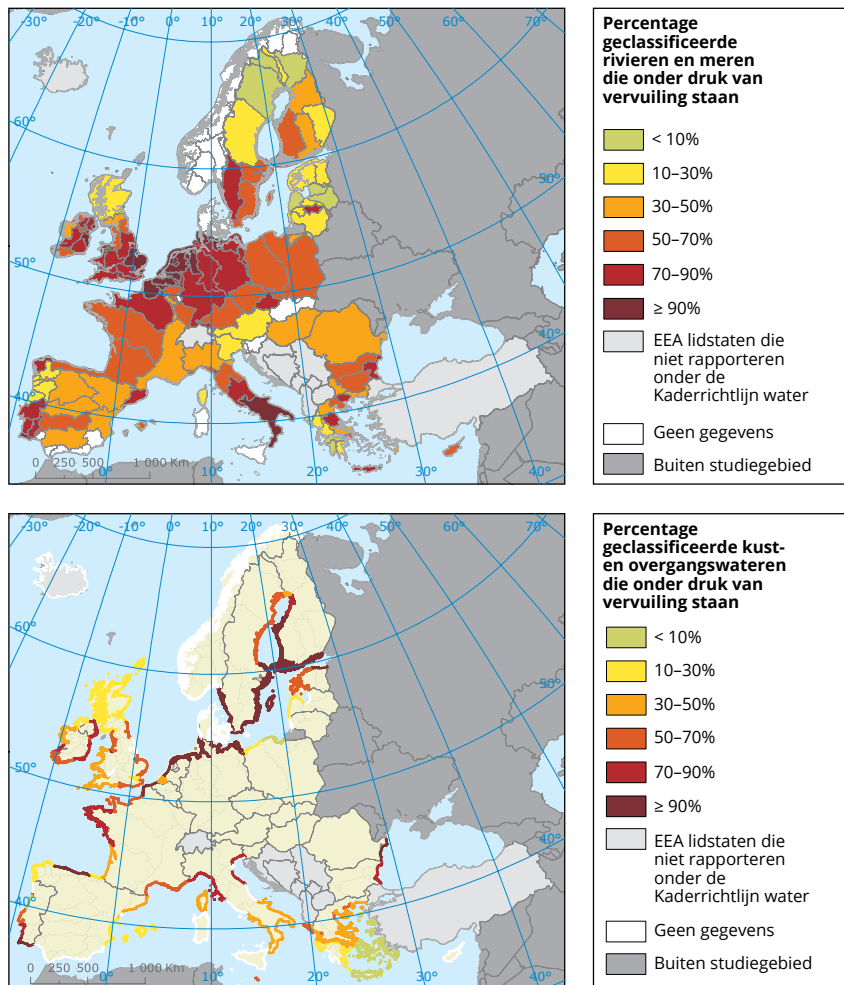 -30° -20° -10° 0° 10° 20° 30° 40° 50° 60° 70°
60°
50°
50°
40°
40°
40°
0 250 500 1 000 Km
0° 10° 20° 30° 40°
Percentage
geclassificeerde
rivieren en meren
die onder druk van
vervuiling staan
< 10%
10–30%
30–50%
50–70%
70–90%
≥ 90%
EEA lidstaten die
niet rapporteren
onder de
Kaderrichtlijn water
Geen gegevens
Buiten studiegebied
-30° -20° -10° 0° 10° 20° 30° 40° 50° 60° 70°
60°
50°
50°
40°
40°
40°
0 250 500 1 000 Km
0° 10° 20° 30° 40°
Percentage
geclassificeerde kust-
en overgangswateren
die onder druk van
vervuiling staan
< 10%
10–30%
30–50%
50–70%
70–90%
≥ 90%
EEA lidstaten die
niet rapporteren
onder de
Kaderrichtlijn water
Geen gegevens
Buiten studiegebied